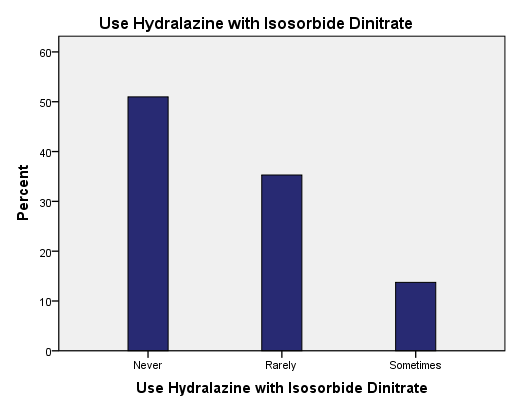 Use Hydralazine with Isosorbide Dinitrate
60
50
40
30
20
10
0
Percent
Never Rarely Sometimes
Use Hydralazine with Isosorbide Dinitrate